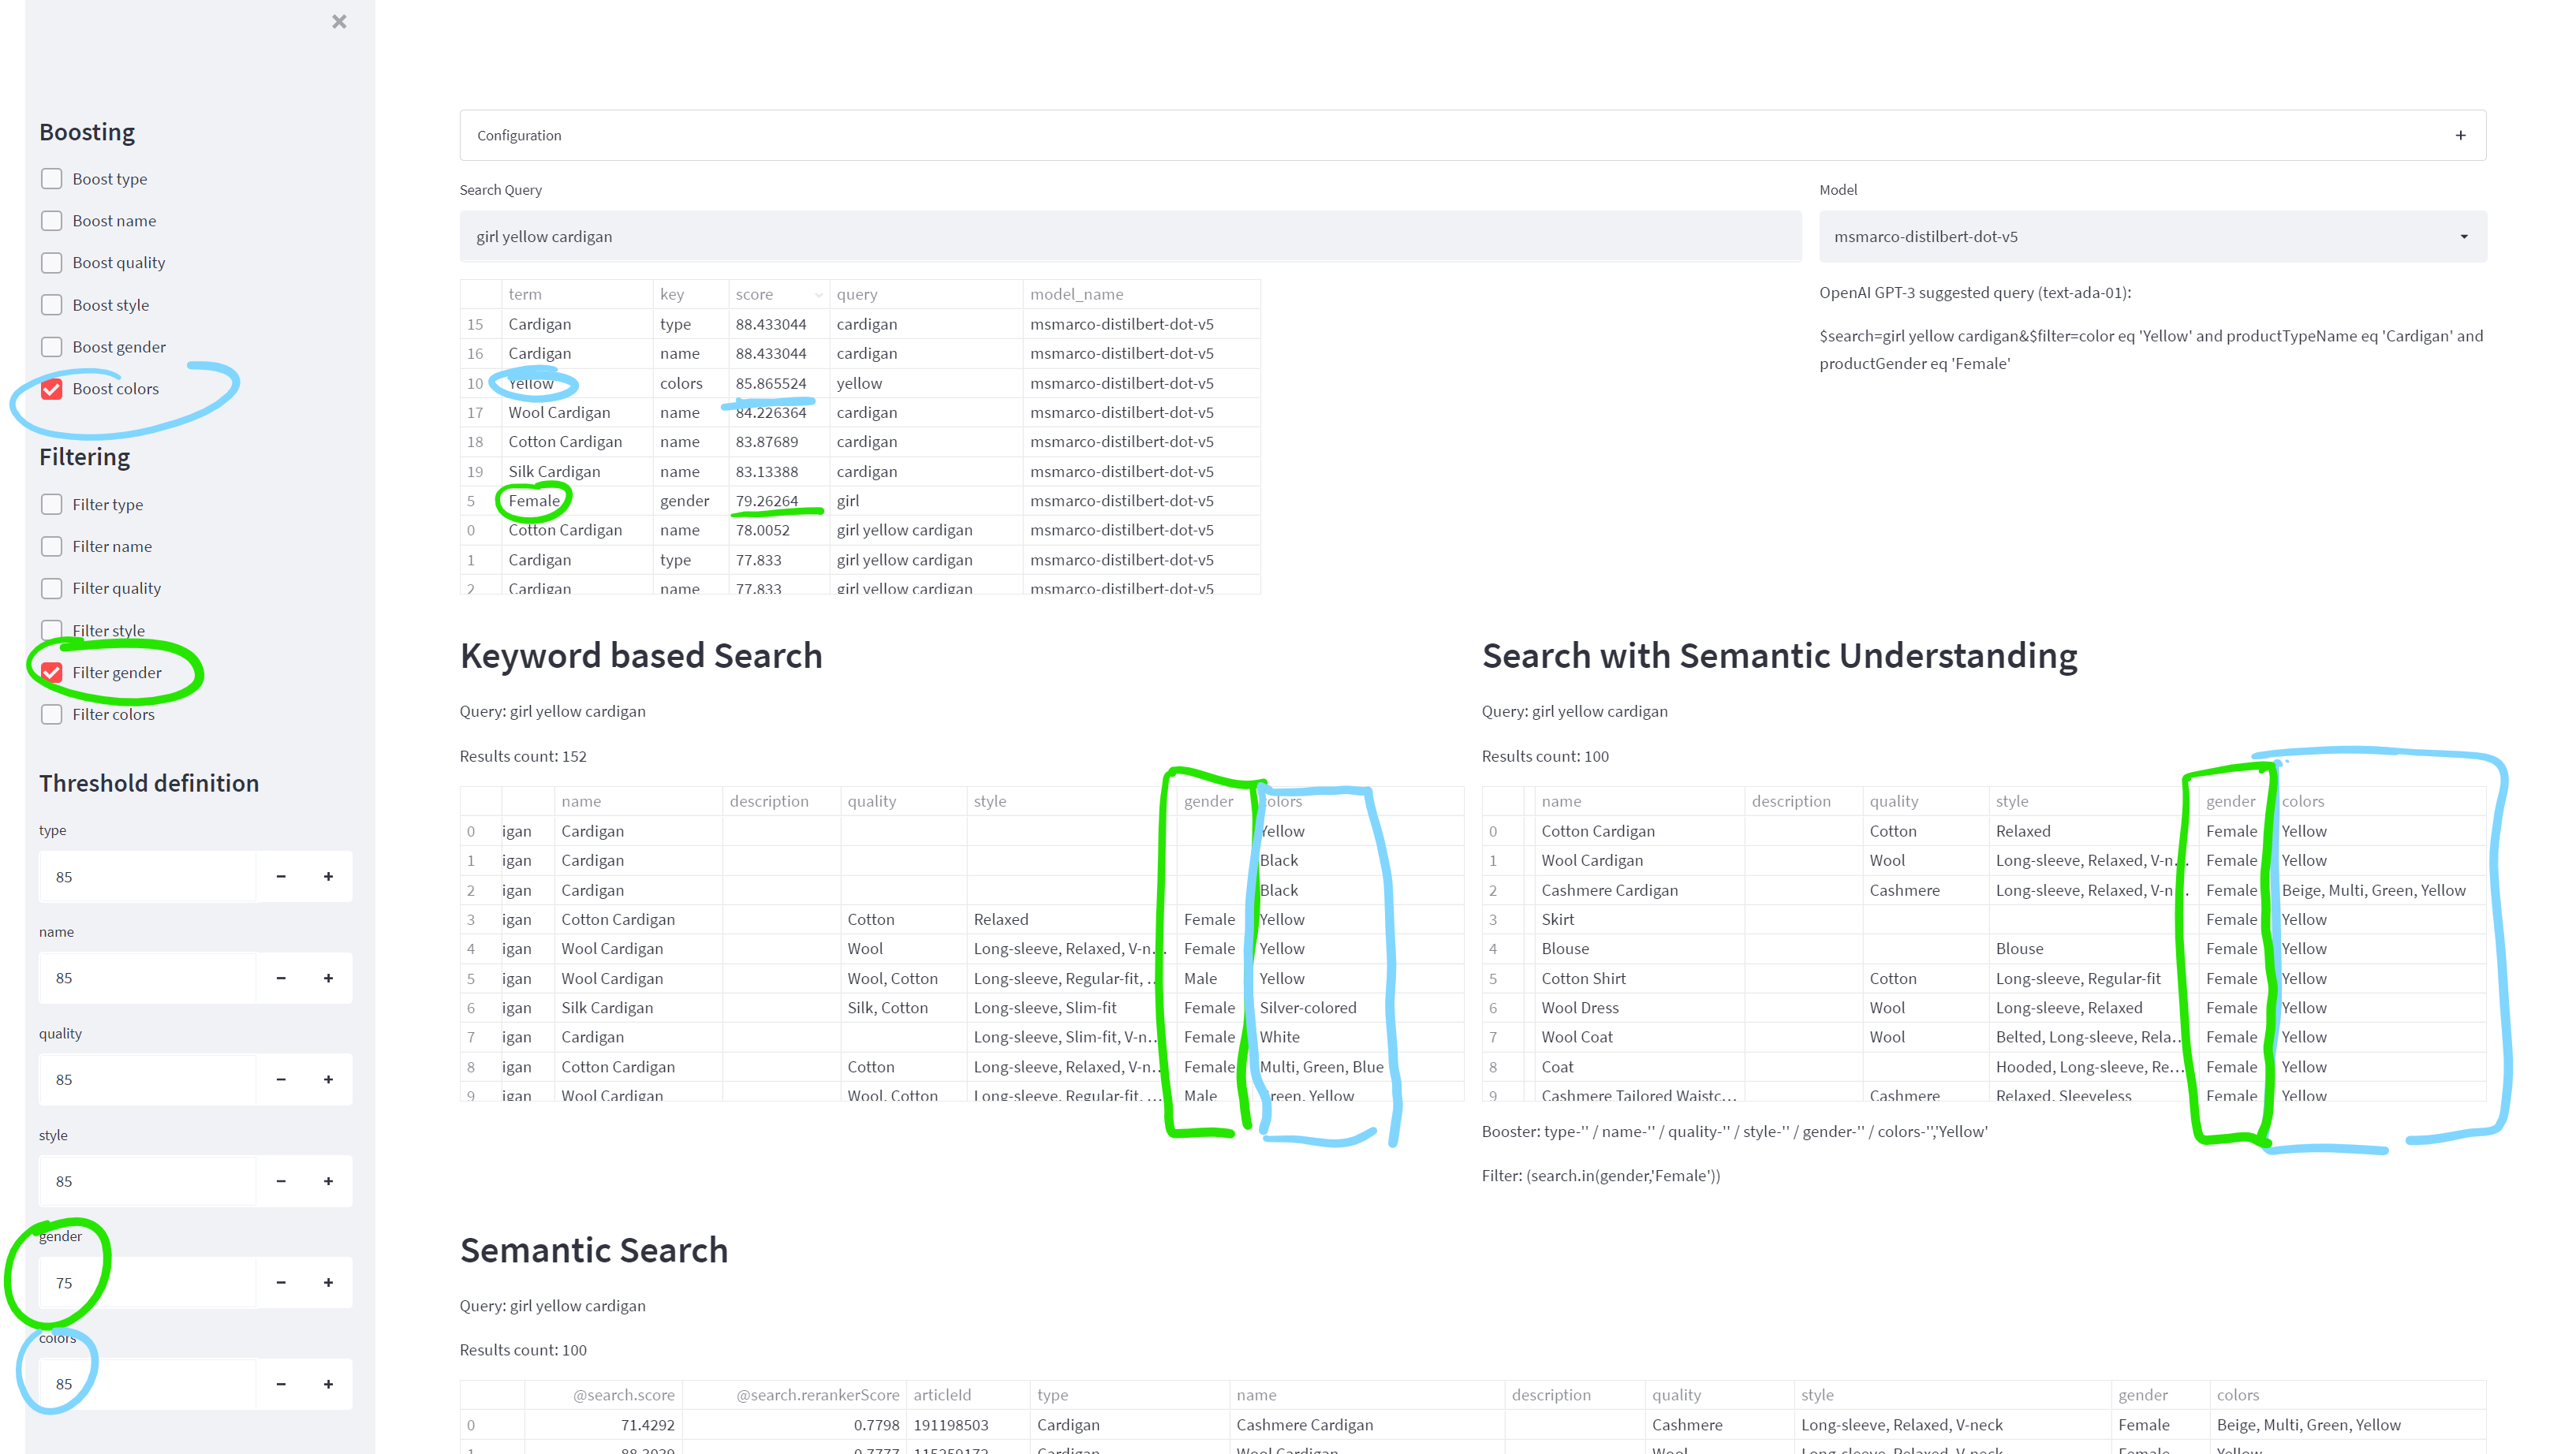 ×
Boosting
Boost type
Boost name
Boost quality
Boost style
Boost gender
Boost colors
Filtering
Filter type
Filter name
Filter quality
Filter style
Filter gender
Filter colors
Threshold definition
type
85 − +
name
85 − +
quality
85 − +
style
85 − +
gender
75 − +
colors
85 − +
Configuration +
Search Query
girl yellow cardigan
Model
msmarco-distilbert-dot-v5
OpenAI GPT-3 suggested query (text-ada-01):
$search=girl yellow cardigan&$filter=color eq 'Yellow' and productTypeName eq 'Cardigan' and
productGender eq 'Female'
term key score query model_name
15 Cardigan type 88.433044 cardigan msmarco-distilbert-dot-v5
16 Cardigan name 88.433044 cardigan msmarco-distilbert-dot-v5
10 Yellow colors 85.865524 yellow msmarco-distilbert-dot-v5
17 Wool Cardigan name 84.226364 cardigan msmarco-distilbert-dot-v5
18 Cotton Cardigan name 83.87689 cardigan msmarco-distilbert-dot-v5
19 Silk Cardigan name 83.13388 cardigan msmarco-distilbert-dot-v5
5 Female gender 79.26264 girl msmarco-distilbert-dot-v5
0 Cotton Cardigan name 78.0052 girl yellow cardigan msmarco-distilbert-dot-v5
1 Cardigan type 77.833 girl yellow cardigan msmarco-distilbert-dot-v5
2 Cardigan name 77.833 girl yellow cardigan msmarco-distilbert-dot-v5
Keyword based Search
Query: girl yellow cardigan
Results count: 152
name description quality style gender colors
0 igan Cardigan Yellow
1 igan Cardigan Black
2 igan Cardigan Black
3 igan Cotton Cardigan Cotton Relaxed Female Yellow
4 igan Wool Cardigan Wool Long-sleeve, Relaxed, V-n… Female Yellow
5 igan Wool Cardigan Wool, Cotton Long-sleeve, Regular-fit, … Male Yellow
6 igan Silk Cardigan Silk, Cotton Long-sleeve, Slim-fit Female Silver-colored
7 igan Cardigan Long-sleeve, Slim-fit, V-n… Female White
8 igan Cotton Cardigan Cotton Long-sleeve, Relaxed, V-n… Female Multi, Green, Blue
9 igan Wool Cardigan Wool, Cotton Long-sleeve, Regular-fit, … Male Green, Yellow
Search with Semantic Understanding
Query: girl yellow cardigan
Results count: 100
name description quality style gender colors
0 Cotton Cardigan Cotton Relaxed Female Yellow
1 Wool Cardigan Wool Long-sleeve, Relaxed, V-n… Female Yellow
2 Cashmere Cardigan Cashmere Long-sleeve, Relaxed, V-n… Female Beige, Multi, Green, Yellow
3 Skirt Female Yellow
4 Blouse Blouse Female Yellow
5 Cotton Shirt Cotton Long-sleeve, Regular-fit Female Yellow
6 Wool Dress Wool Long-sleeve, Relaxed Female Yellow
7 Wool Coat Wool Belted, Long-sleeve, Rela… Female Yellow
8 Coat Hooded, Long-sleeve, Re… Female Yellow
9 Cashmere Tailored Waistc… Cashmere Relaxed, Sleeveless Female Yellow
Booster: type-'' / name-'' / quality-'' / style-'' / gender-'' / colors-'','Yellow'
Filter: (search.in(gender,'Female'))
Semantic Search
Query: girl yellow cardigan
Results count: 100
@search.score @search.rerankerScore articleId type name description quality style gender colors
0 71.4292 0.7798 191198503 Cardigan Cashmere Cardigan Cashmere Long-sleeve, Relaxed, V-neck Female Beige, Multi, Green, Yellow
1 88.3039 0.7777 115259172 Cardigan Wool Cardigan Wool Long-sleeve, Relaxed, V-neck Female Yellow